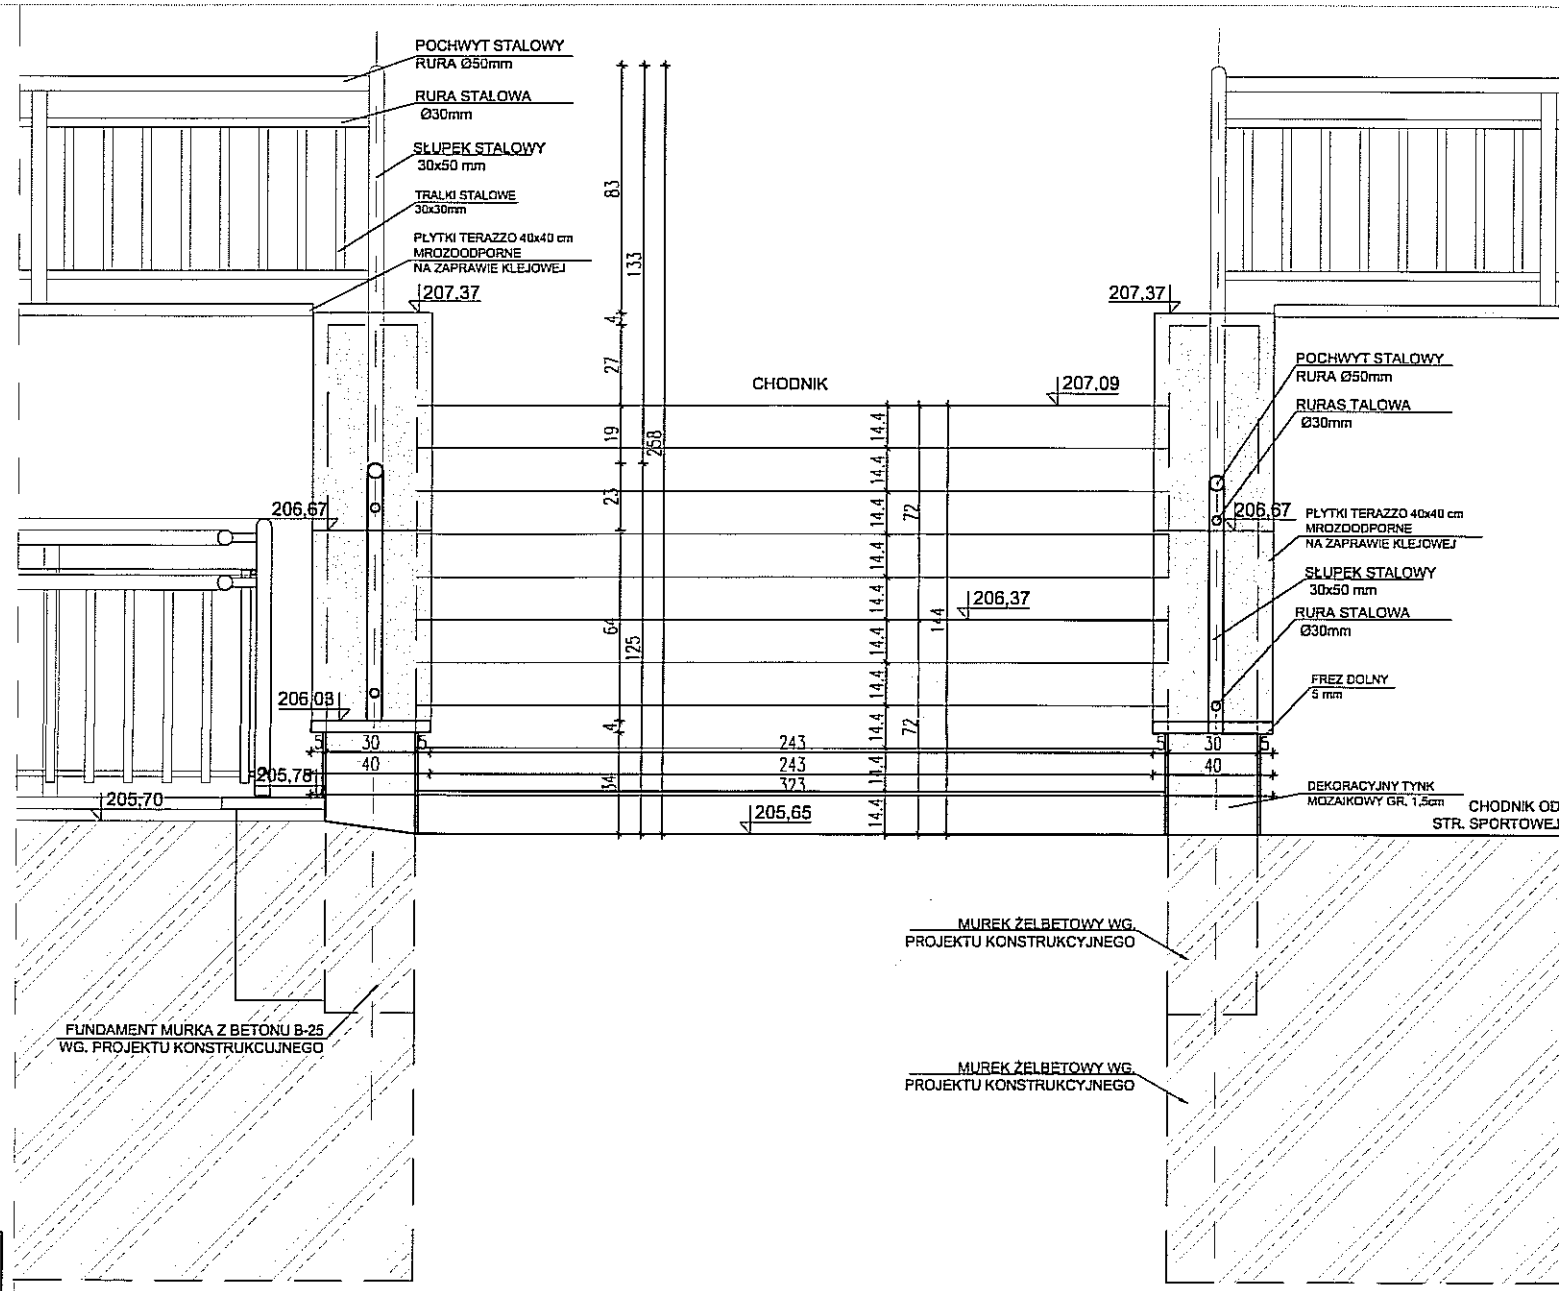 POCHWYT STALOWY
RURA Ø50mm
RURA STALOWA
Ø30mm
SŁUPEK STALOWY
30x50 mm
TRALKI STALOWE
30x30mm
PŁYTKI TERAZZO 40x40 cm
MROZOODPORNE
NA ZAPRAWIE KLEJOWEJ
207,37
83
133
4
27
19
258
23
64
125
4
34
CHODNIK
207,09
14.4
14.4
14.4
14.4
14.4
14.4
14.4
14.4
14.4
14.4
72
72
144
206,37
207,37
POCHWYT STALOWY
RURA Ø50mm
RURAS TALOWA
Ø30mm
206,67
206,67
PŁYTKI TERAZZO 40x40 cm
MROZOODPORNE
NA ZAPRAWIE KLEJOWEJ
SŁUPEK STALOWY
30x50 mm
RURA STALOWA
Ø30mm
FREZ DOLNY
5 mm
206,03
5 30 5 243 5 30 5
40 243 40
323
205,78
205,70
205,65
DEKORACYJNY TYNK
MOZAIKOWY GR. 1,5cm
CHODNIK OD
STR. SPORTOWEJ
MUREK ŻELBETOWY WG.
PROJEKTU KONSTRUKCYJNEGO
FUNDAMENT MURKA Z BETONU B-25
WG. PROJEKTU KONSTRUKCUJNEGO
MUREK ŻELBETOWY WG.
PROJEKTU KONSTRUKCYJNEGO